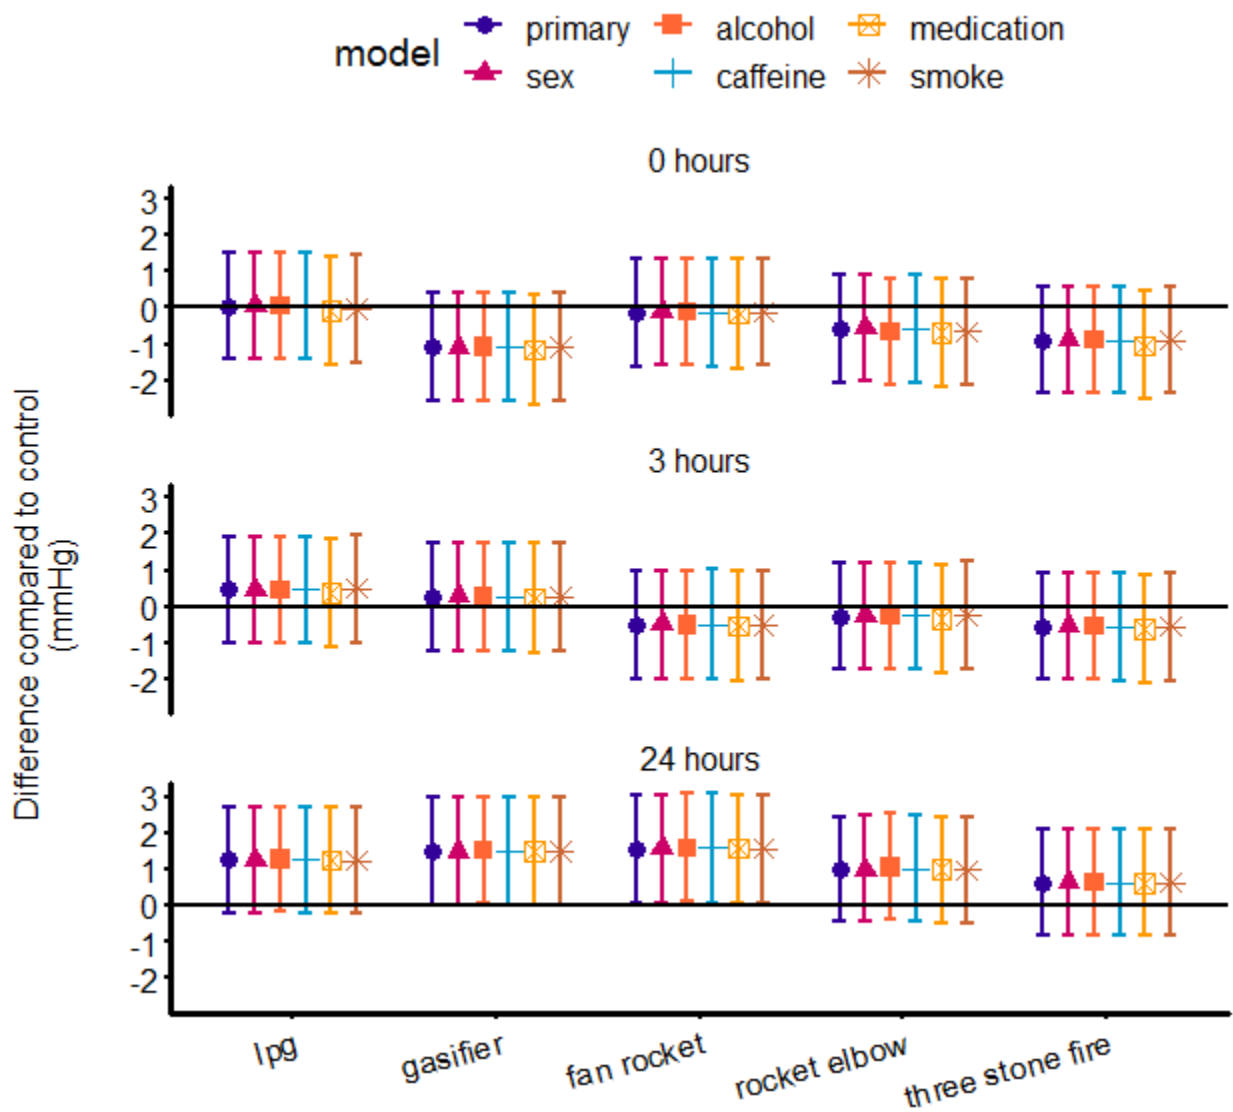 model primary alcohol medication
sex caffeine smoke
0 hours
3
2
1
0
-1
-2
3 hours
3
2
1
0
-1
-2
24 hours
3
2
1
0
-1
-2
Difference compared to control
(mmHg)
lpg gasifier fan rocket rocket elbow three stone fire